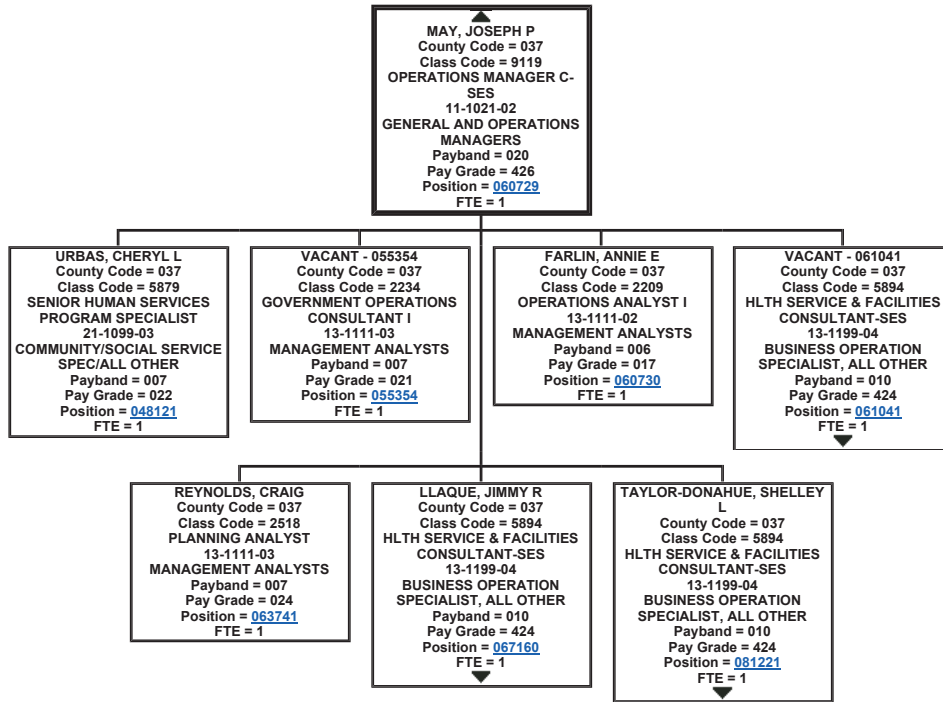 MAY, JOSEPH P
County Code = 037
Class Code = 9119
OPERATIONS MANAGER C-
SES
11-1021-02
GENERAL AND OPERATIONS
MANAGERS
Payband = 020
Pay Grade = 426
Position = 060729
FTE = 1
URBAS, CHERYL L
County Code = 037
Class Code = 5879
SENIOR HUMAN SERVICES
PROGRAM SPECIALIST
21-1099-03
COMMUNITY/SOCIAL SERVICE
SPEC/ALL OTHER
Payband = 007
Pay Grade = 022
Position = 048121
FTE = 1
VACANT - 055354
County Code = 037
Class Code = 2234
GOVERNMENT OPERATIONS
CONSULTANT I
13-1111-03
MANAGEMENT ANALYSTS
Payband = 007
Pay Grade = 021
Position = 055354
FTE = 1
FARLIN, ANNIE E
County Code = 037
Class Code = 2209
OPERATIONS ANALYST I
13-1111-02
MANAGEMENT ANALYSTS
Payband = 006
Pay Grade = 017
Position = 060730
FTE = 1
VACANT - 061041
County Code = 037
Class Code = 5894
HLTH SERVICE & FACILITIES
CONSULTANT-SES
13-1199-04
BUSINESS OPERATION
SPECIALIST, ALL OTHER
Payband = 010
Pay Grade = 424
Position = 061041
FTE = 1
REYNOLDS, CRAIG
County Code = 037
Class Code = 2518
PLANNING ANALYST
13-1111-03
MANAGEMENT ANALYSTS
Payband = 007
Pay Grade = 024
Position = 063741
FTE = 1
LLAQUE, JIMMY R
County Code = 037
Class Code = 5894
HLTH SERVICE & FACILITIES
CONSULTANT-SES
13-1199-04
BUSINESS OPERATION
SPECIALIST, ALL OTHER
Payband = 010
Pay Grade = 424
Position = 067160
FTE = 1
TAYLOR-DONAHUE, SHELLEY
L
County Code = 037
Class Code = 5894
HLTH SERVICE & FACILITIES
CONSULTANT-SES
13-1199-04
BUSINESS OPERATION
SPECIALIST, ALL OTHER
Payband = 010
Pay Grade = 424
Position = 081221
FTE = 1